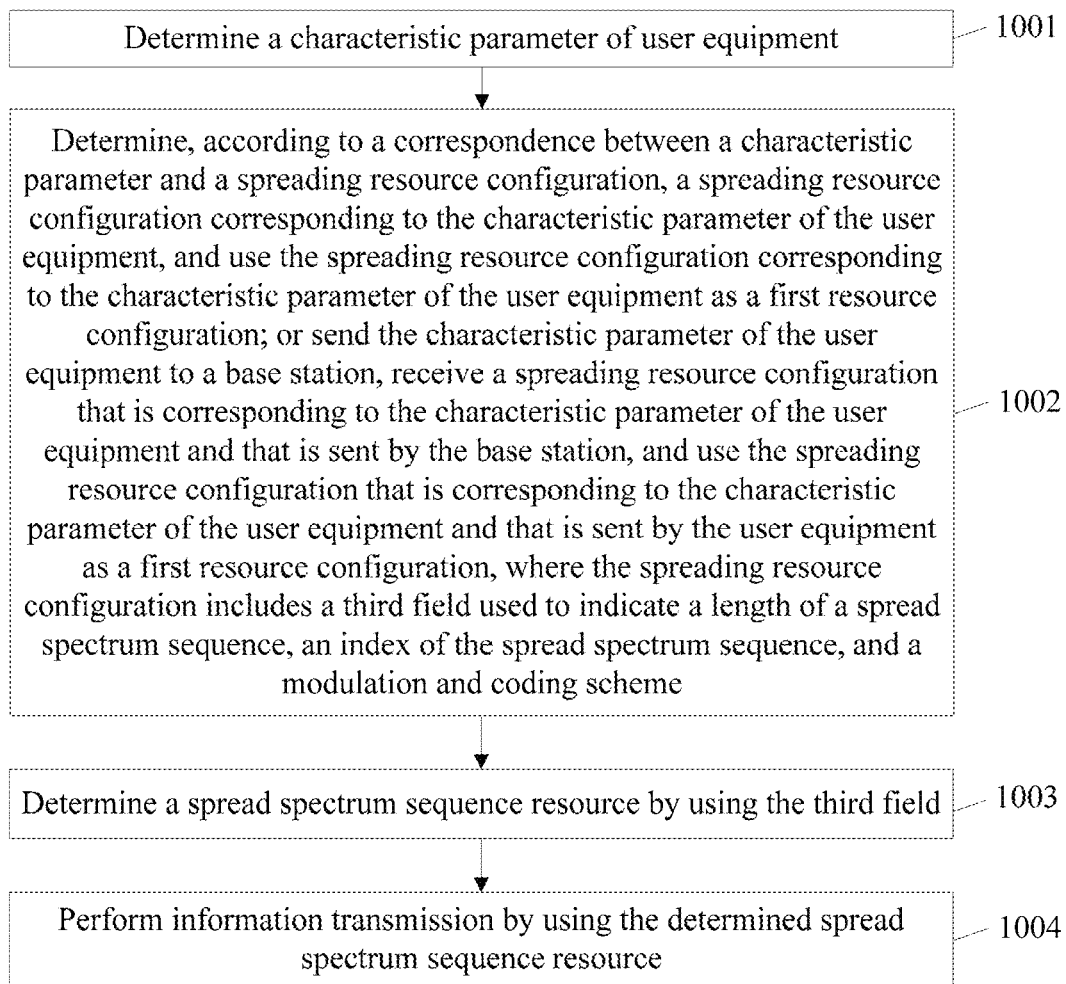 Determine a characteristic parameter of user equipment
1001
Determine, according to a correspondence between a characteristic
parameter and a spreading resource configuration, a spreading resource
configuration corresponding to the characteristic parameter of the user
equipment, and use the spreading resource configuration corresponding
to the characteristic parameter of the user equipment as a first resource
configuration; or send the characteristic parameter of the user
equipment to a base station, receive a spreading resource configuration
that is corresponding to the characteristic parameter of the user
equipment and that is sent by the base station, and use the spreading
resource configuration that is corresponding to the characteristic
parameter of the user equipment and that is sent by the user equipment
as a first resource configuration, where the spreading resource
configuration includes a third field used to indicate a length of a spread
spectrum sequence, an index of the spread spectrum sequence, and a
modulation and coding scheme
1002
Determine a spread spectrum sequence resource by using the third field
1003
Perform information transmission by using the determined spread
spectrum sequence resource
1004